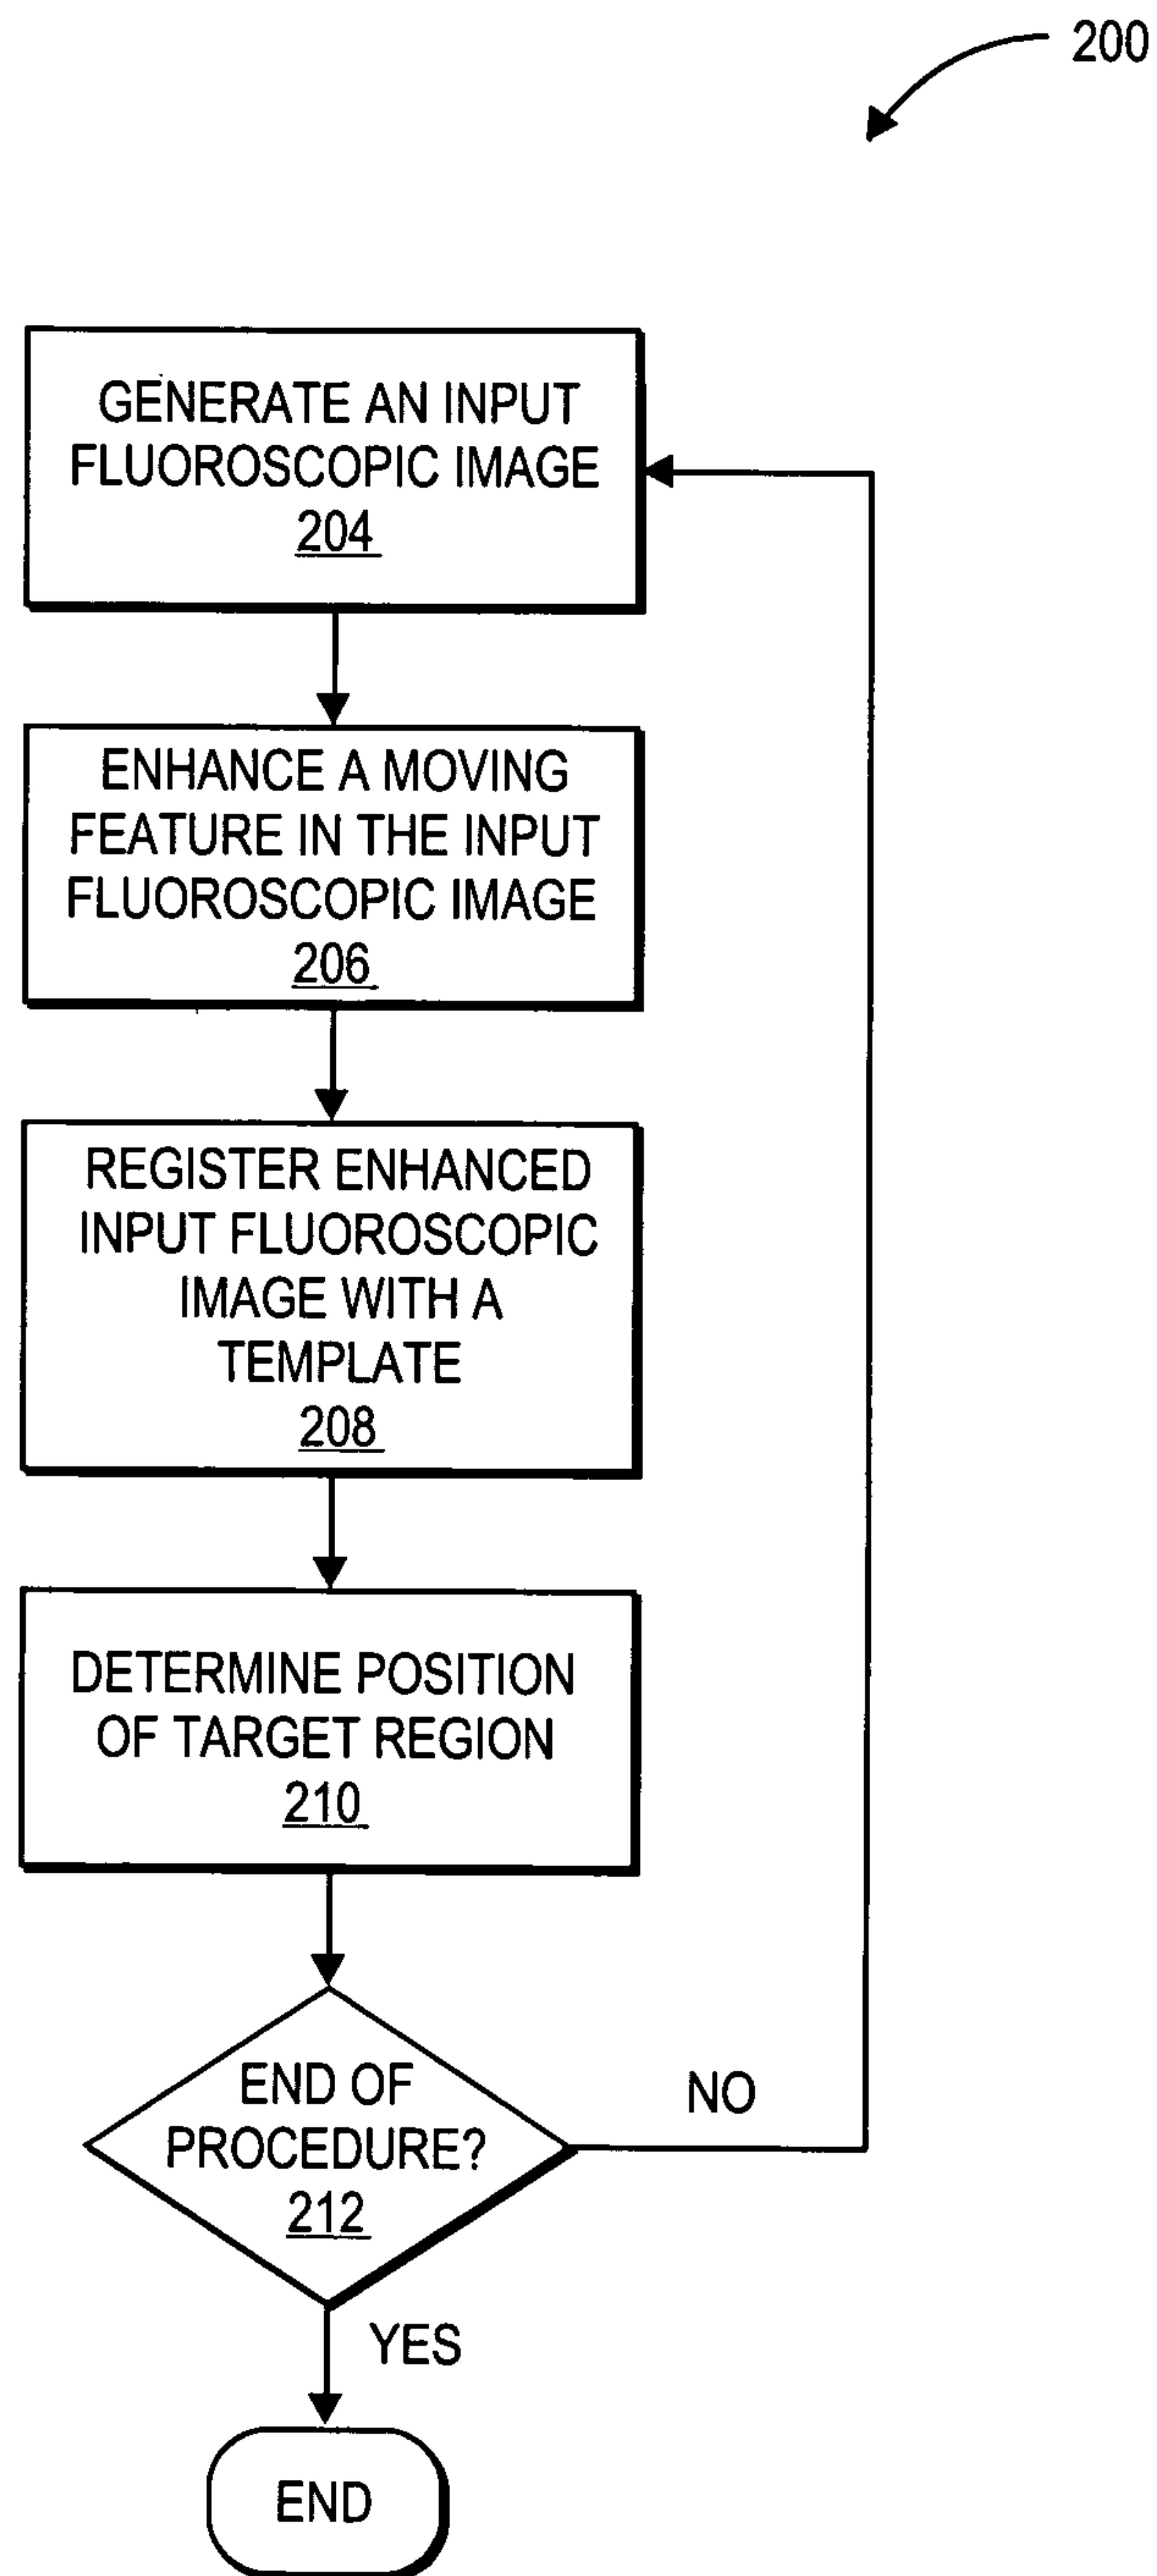 200
GENERATE AN INPUT
FLUOROSCOPIC IMAGE
204
ENHANCE A MOVING
FEATURE IN THE INPUT
FLUOROSCOPIC IMAGE
206
REGISTER ENHANCED
INPUT FLUOROSCOPIC
IMAGE WITH A
TEMPLATE
208
DETERMINE POSITION
OF TARGET REGION
210
END OF
PROCEDURE?
212
NO
YES
END